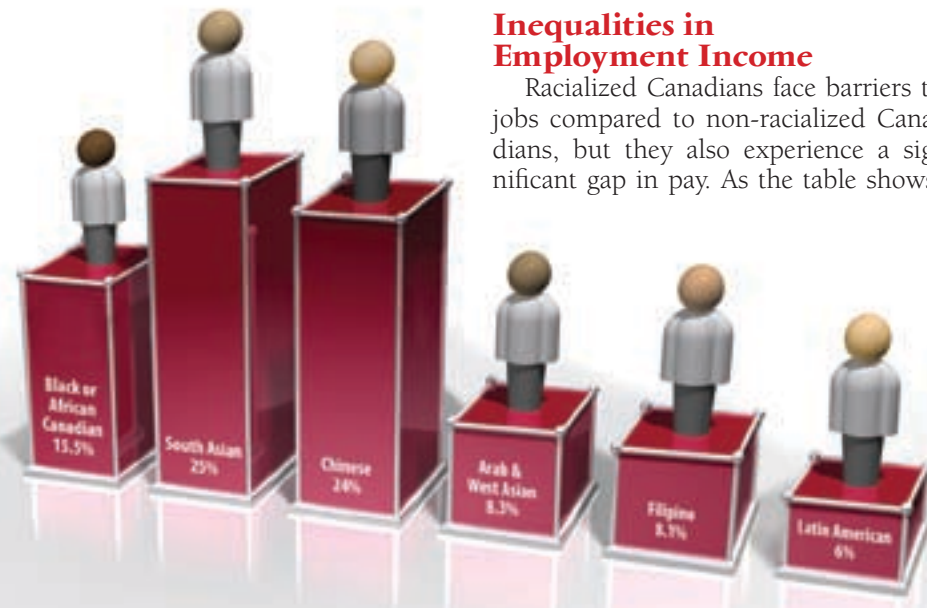 Inequalities in
Employment Income
Racialized Canadians face barriers t
jobs compared to non-racialized Cana
dians, but they also experience a sig
nificant gap in pay. As the table shows
Black or
African
Canadian
15.5%
South Asian
25%
Chinese
24%
Arab &
West Asian
8.3%
Filipino
8.1%
Latin American
6%